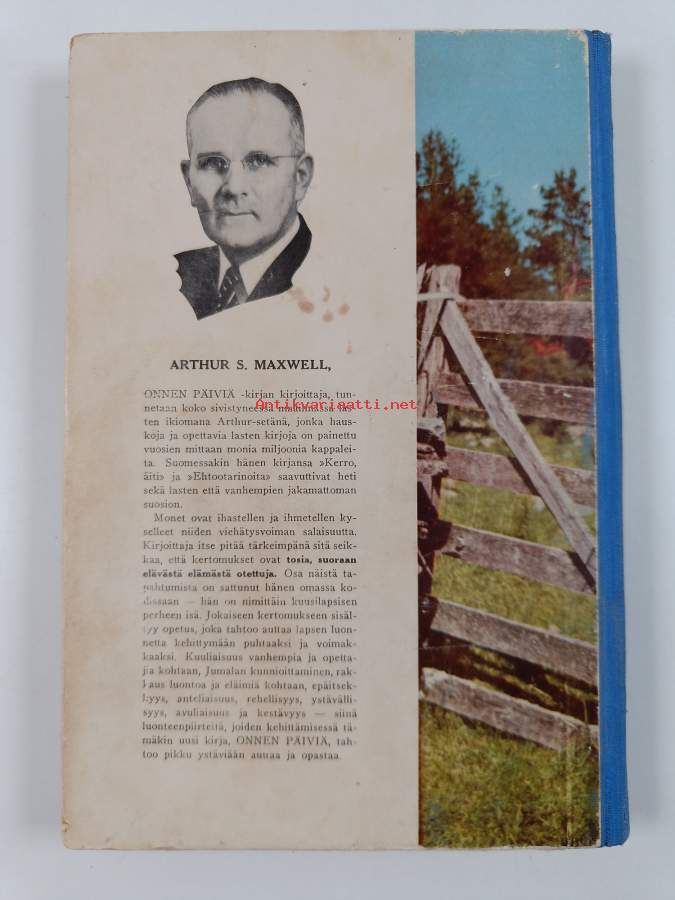 ARTHUR S. MAXWELL,
ONNEN PÄIVIÄ -kirjan kirjoittaja, tun-
netaan koko sivistyneessä maailmassa las-
Antikvariaatti.net
ten ikiomana Arthur-setänä, jonka haus-
koja ja opettavia lasten kirjoja on painettu
vuosien mittaan monia miljoonia kappalei-
ta. Suomessakin hänen kirjansa »Kerro,
äiti» ja »Ehtootarinoita» saavuttivat heti
sekä lasten että vanhempien jakamattoman
suosion.
Monet ovat ihastellen ja ihmetellen ky-
selleet niiden viehätysvoiman salaisuutta.
Kirjoittaja itse pitää tärkeimpänä sitä seik-
kaa, että kertomukset ovat tosia, suoraan
elävästä elämästä otettuja. Osa näistä ta-
pahtumista on sattunut hänen omassa ko-
dissaan — hän on nimittäin kuusilapsisen
perheen isä. Jokaiseen kertomukseen sisäl-
tyy opetus, joka tahtoo auttaa lapsen luon-
netta kehittymään puhtaaksi ja voimak-
kaaksi. Kuuliaisuus vanhempia ja opetta-
jia kohtaan, Jumalan kunnioittaminen, rak-
kaus luontoa ja eläimiä kohtaan, epäitsek-
kyys, anteliaisuus, rehellisyys, ystävälli-
syys, avuliaisuus ja kestävyys — siinä
luonteenpiirteitä, joiden kehittämisessä tä-
mäkin uusi kirja, ONNEN PÄIVIÄ, tah-
too pikku ystäviään auttaa ja opastaa.